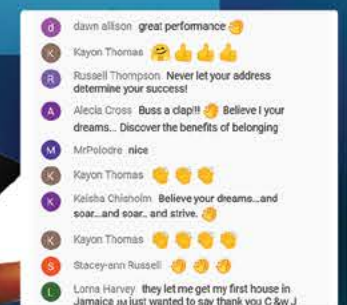 d dawn allison great performance 👏
K Kayon Thomas 🤗👍👍👍
R Russell Thompson Never let your address
determine your success!
A Alecia Cross Buss a clap!!! 👏 Believe I your
dreams... Discover the benefits of belonging
M MrPolodre nice
K Kayon Thomas 👏👏👏
K Keisha Chisholm Believe your dreams...and
soar...and soar.. and strive. 👏
K Kayon Thomas 👏👏👏👏
S Stacey-ann Russell 👏👏👏
L Lorna Harvey they let me get my first house in
Jamaica just wanted to say thank you C &w J